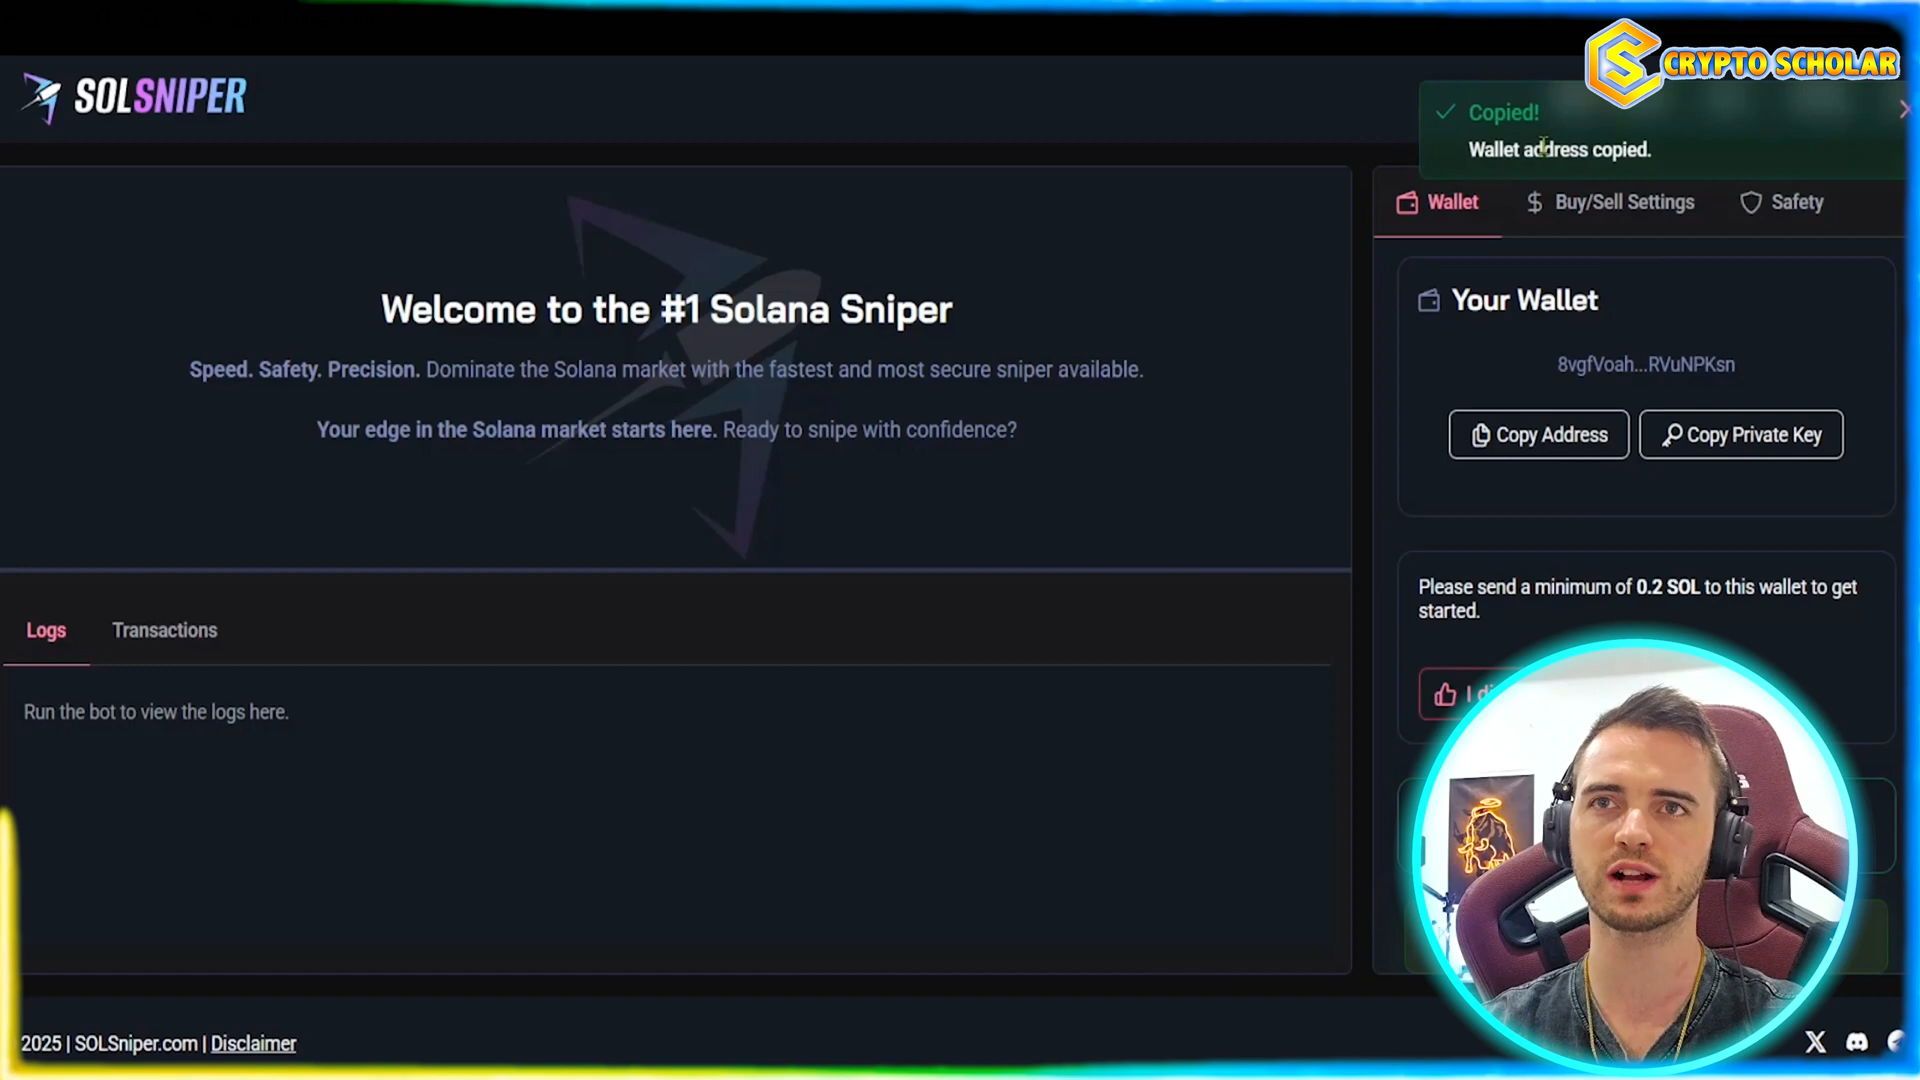 CRYPTO SCHOLAR
SOLSNIPER
Copied!
Wallet address copied.
Wallet
Buy/Sell Settings
Safety
Welcome to the #1 Solana Sniper
Speed. Safety. Precision. Dominate the Solana market with the fastest and most secure sniper available.
Your edge in the Solana market starts here. Ready to snipe with confidence?
Your Wallet
8vgfVoah...RVuNPKsn
Copy Address
Copy Private Key
Please send a minimum of 0.2 SOL to this wallet to get
started.
I
Logs
Transactions
Run the bot to view the logs here.
2025 | SOLSniper.com | Disclaimer